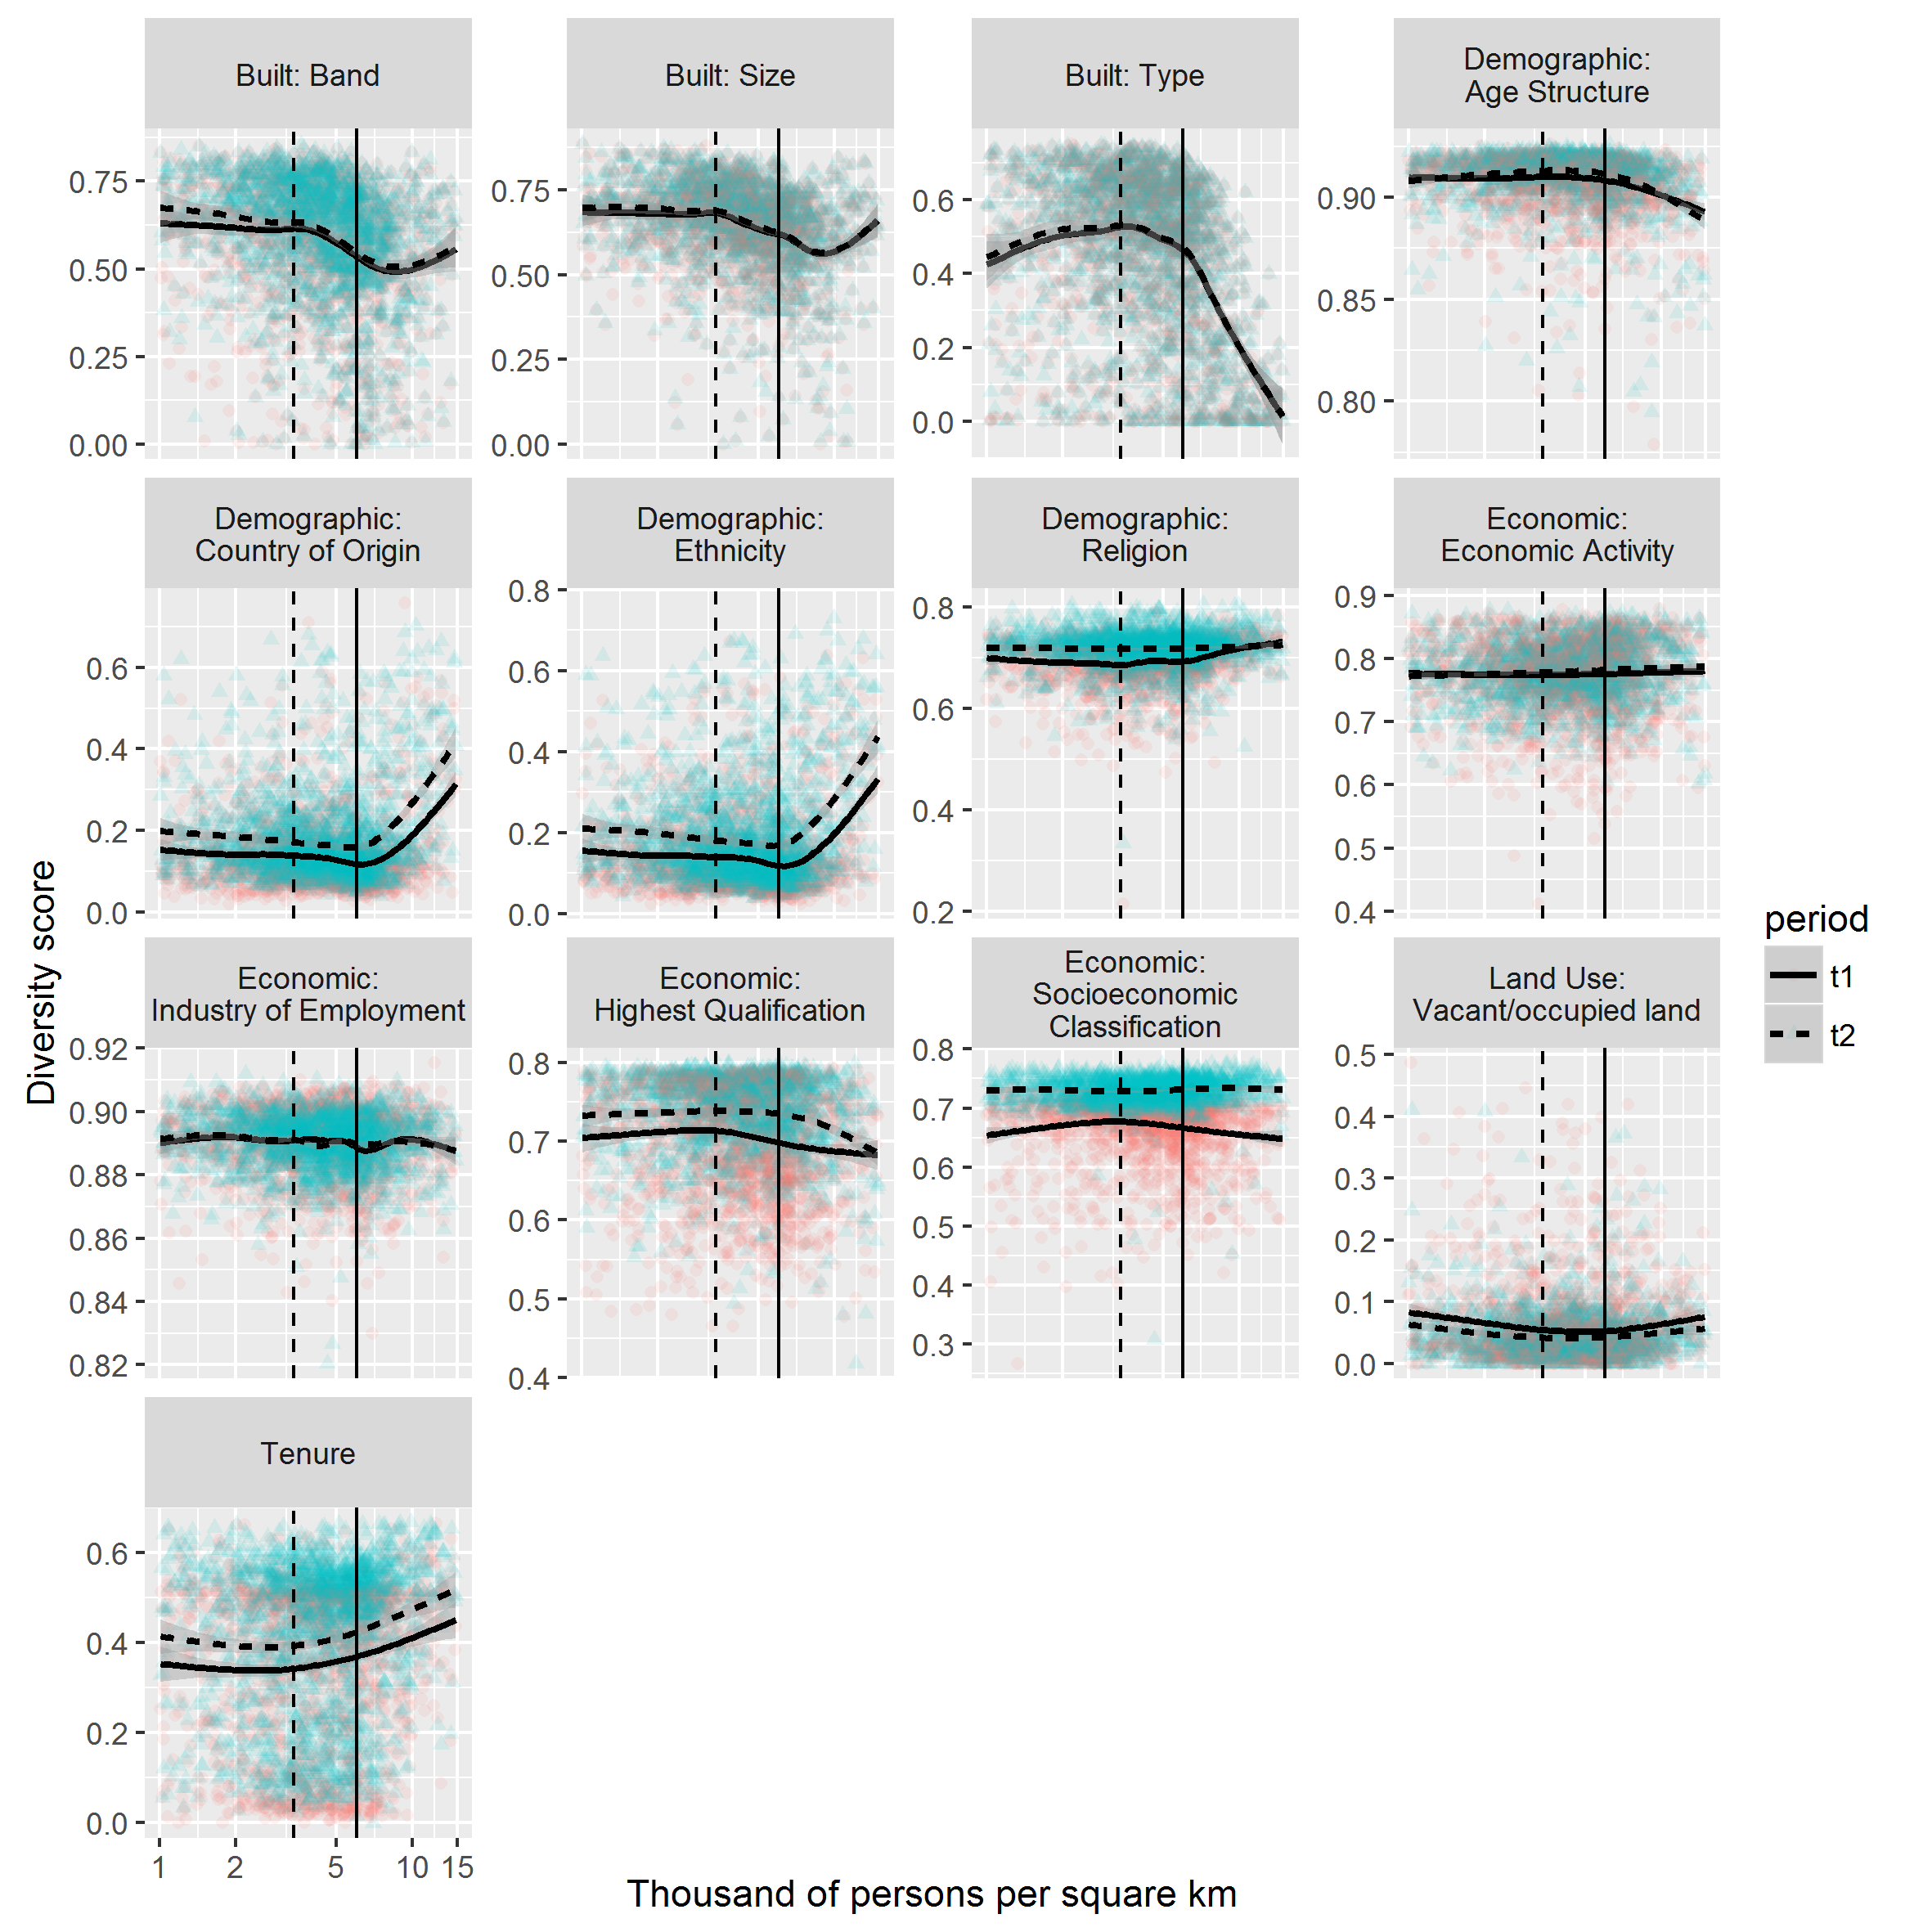 Built: Band
Built: Size
Built: Type
Demographic:
Age Structure
0.75
0.50
0.25
0.00
0.75
0.50
0.25
0.00
0.6
0.4
0.2
0.0
0.90
0.85
0.80
Demographic:
Country of Origin
Demographic:
Ethnicity
Demographic:
Religion
Economic:
Economic Activity
0.6
0.4
0.2
0.0
0.8
0.6
0.4
0.2
0.0
0.8
0.6
0.4
0.2
0.9
0.8
0.7
0.6
0.5
0.4
Economic:
Industry of Employment
Economic:
Highest Qualification
Economic:
Socioeconomic
Classification
Land Use:
Vacant/occupied land
0.92
0.90
0.88
0.86
0.84
0.82
0.8
0.7
0.6
0.5
0.4
0.8
0.7
0.6
0.5
0.4
0.3
0.5
0.4
0.3
0.2
0.1
0.0
Tenure
0.6
0.4
0.2
0.0
1 2 5 10 15
Thousand of persons per square km
Diversity score
period
t1
t2